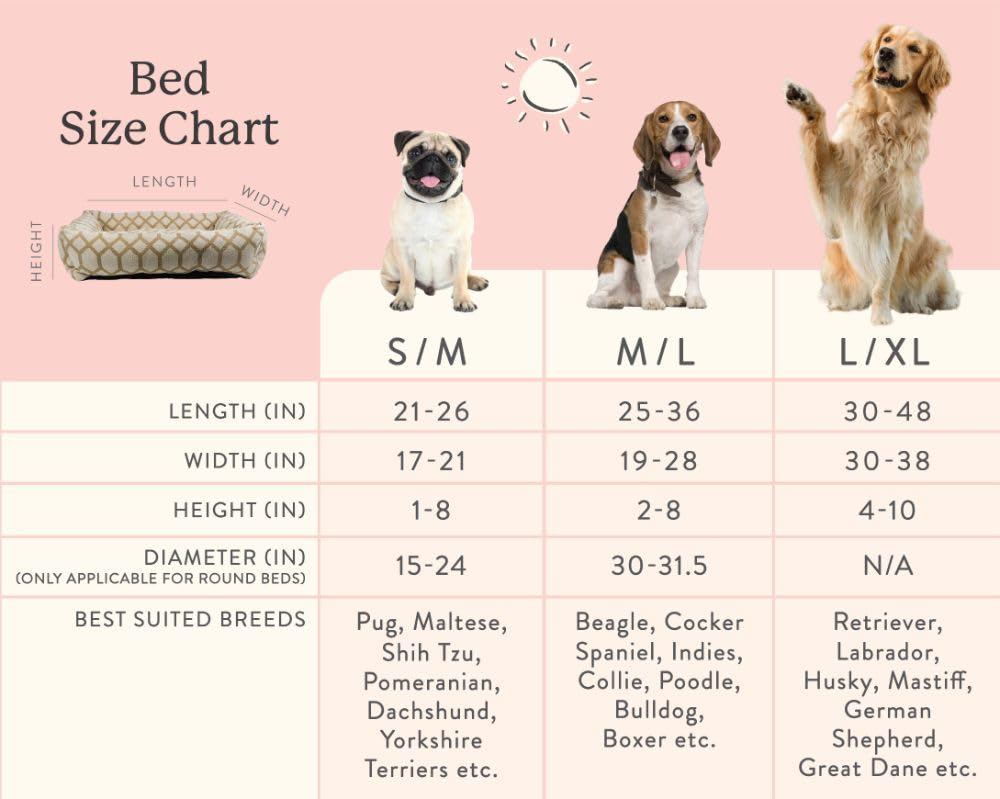 Bed
Size Chart
LENGTH
WIDTH
HEIGHT
S/M
M/L
L/XL
LENGTH (IN)
21-26
25-36
30-48
WIDTH (IN)
17-21
19-28
30-38
HEIGHT (IN)
1-8
2-8
4-10
DIAMETER (IN)
(ONLY APPLICABLE FOR ROUND BEDS)
15-24
30-31.5
N/A
BEST SUITED BREEDS
Pug, Maltese,
Shih Tzu,
Pomeranian,
Dachshund,
Yorkshire
Terriers etc.
Beagle, Cocker
Spaniel, Indies,
Collie, Poodle,
Bulldog,
Boxer etc.
Retriever,
Labrador,
Husky, Mastiff,
German
Shepherd,
Great Dane etc.